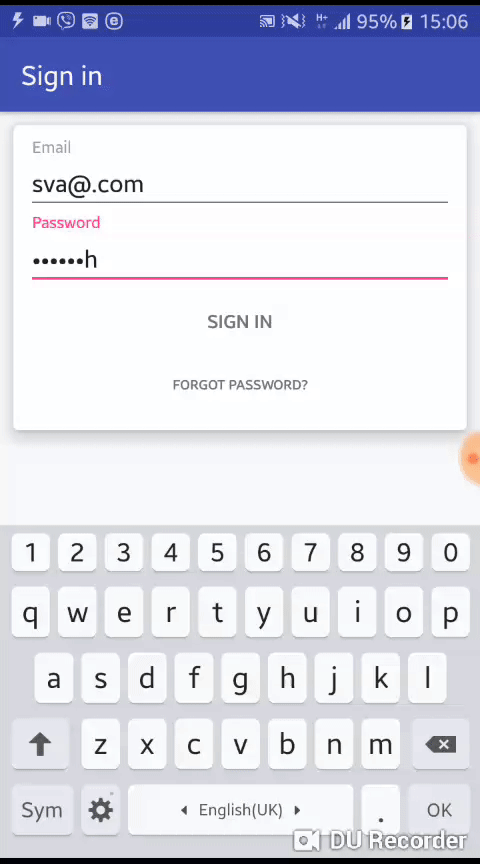 H+ 95% 15:06
Sign in
Email
sva@.com
Password
••••••h
SIGN IN
FORGOT PASSWORD?
1 2 3 4 5 6 7 8 9 0
q w e r t y u i o p
a s d f g h j k l
z x c v b n m
Sym English(UK) . OK
DU Recorder